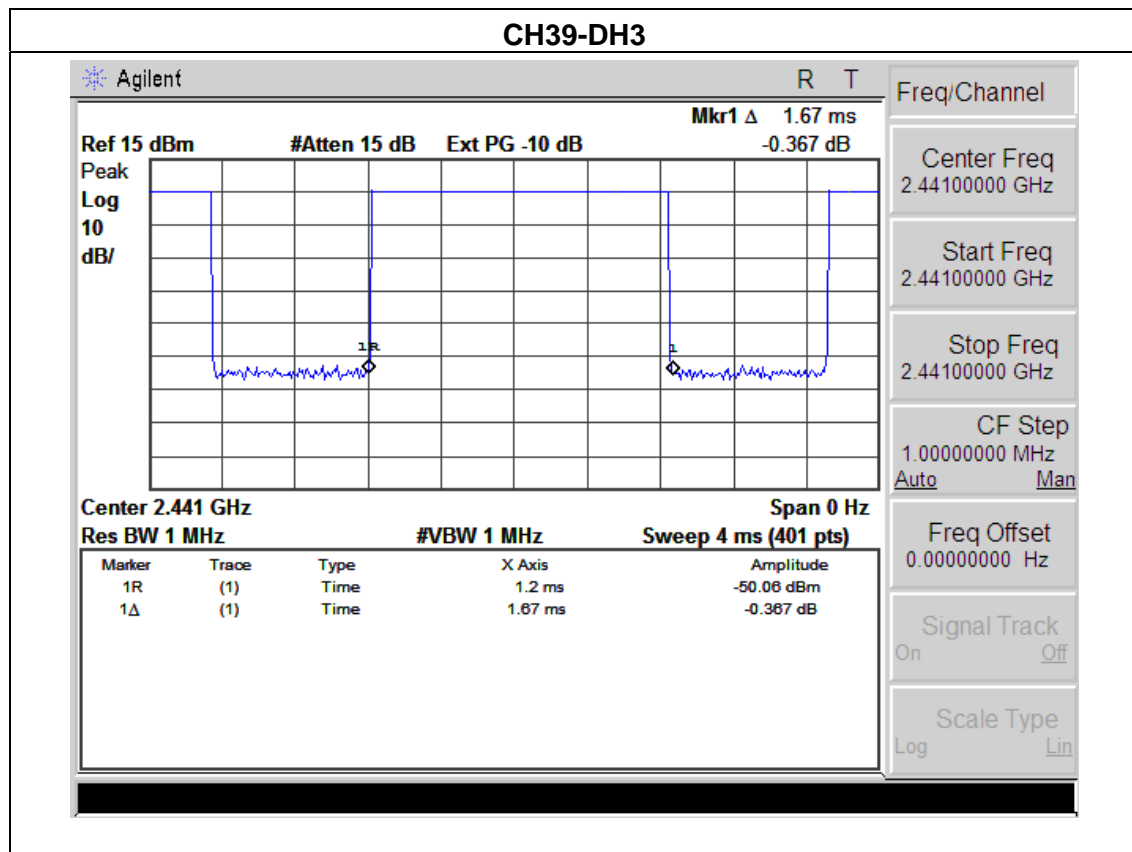 CH39-DH3
Agilent R T
Mkr1 Δ 1.67 ms
Ref 15 dBm #Atten 15 dB Ext PG -10 dB -0.367 dB
Peak
Log
10
dB/
1R
1
Center 2.441 GHz Span 0 Hz
Res BW 1 MHz #VBW 1 MHz Sweep 4 ms (401 pts)
Marker Trace Type X Axis Amplitude
1R (1) Time 1.2 ms -50.06 dBm
1Δ (1) Time 1.67 ms -0.367 dB
Freq/Channel
Center Freq
2.44100000 GHz
Start Freq
2.44100000 GHz
Stop Freq
2.44100000 GHz
CF Step
1.00000000 MHz
Auto Man
Freq Offset
0.00000000 Hz
Signal Track
On Off
Scale Type
Log Lin